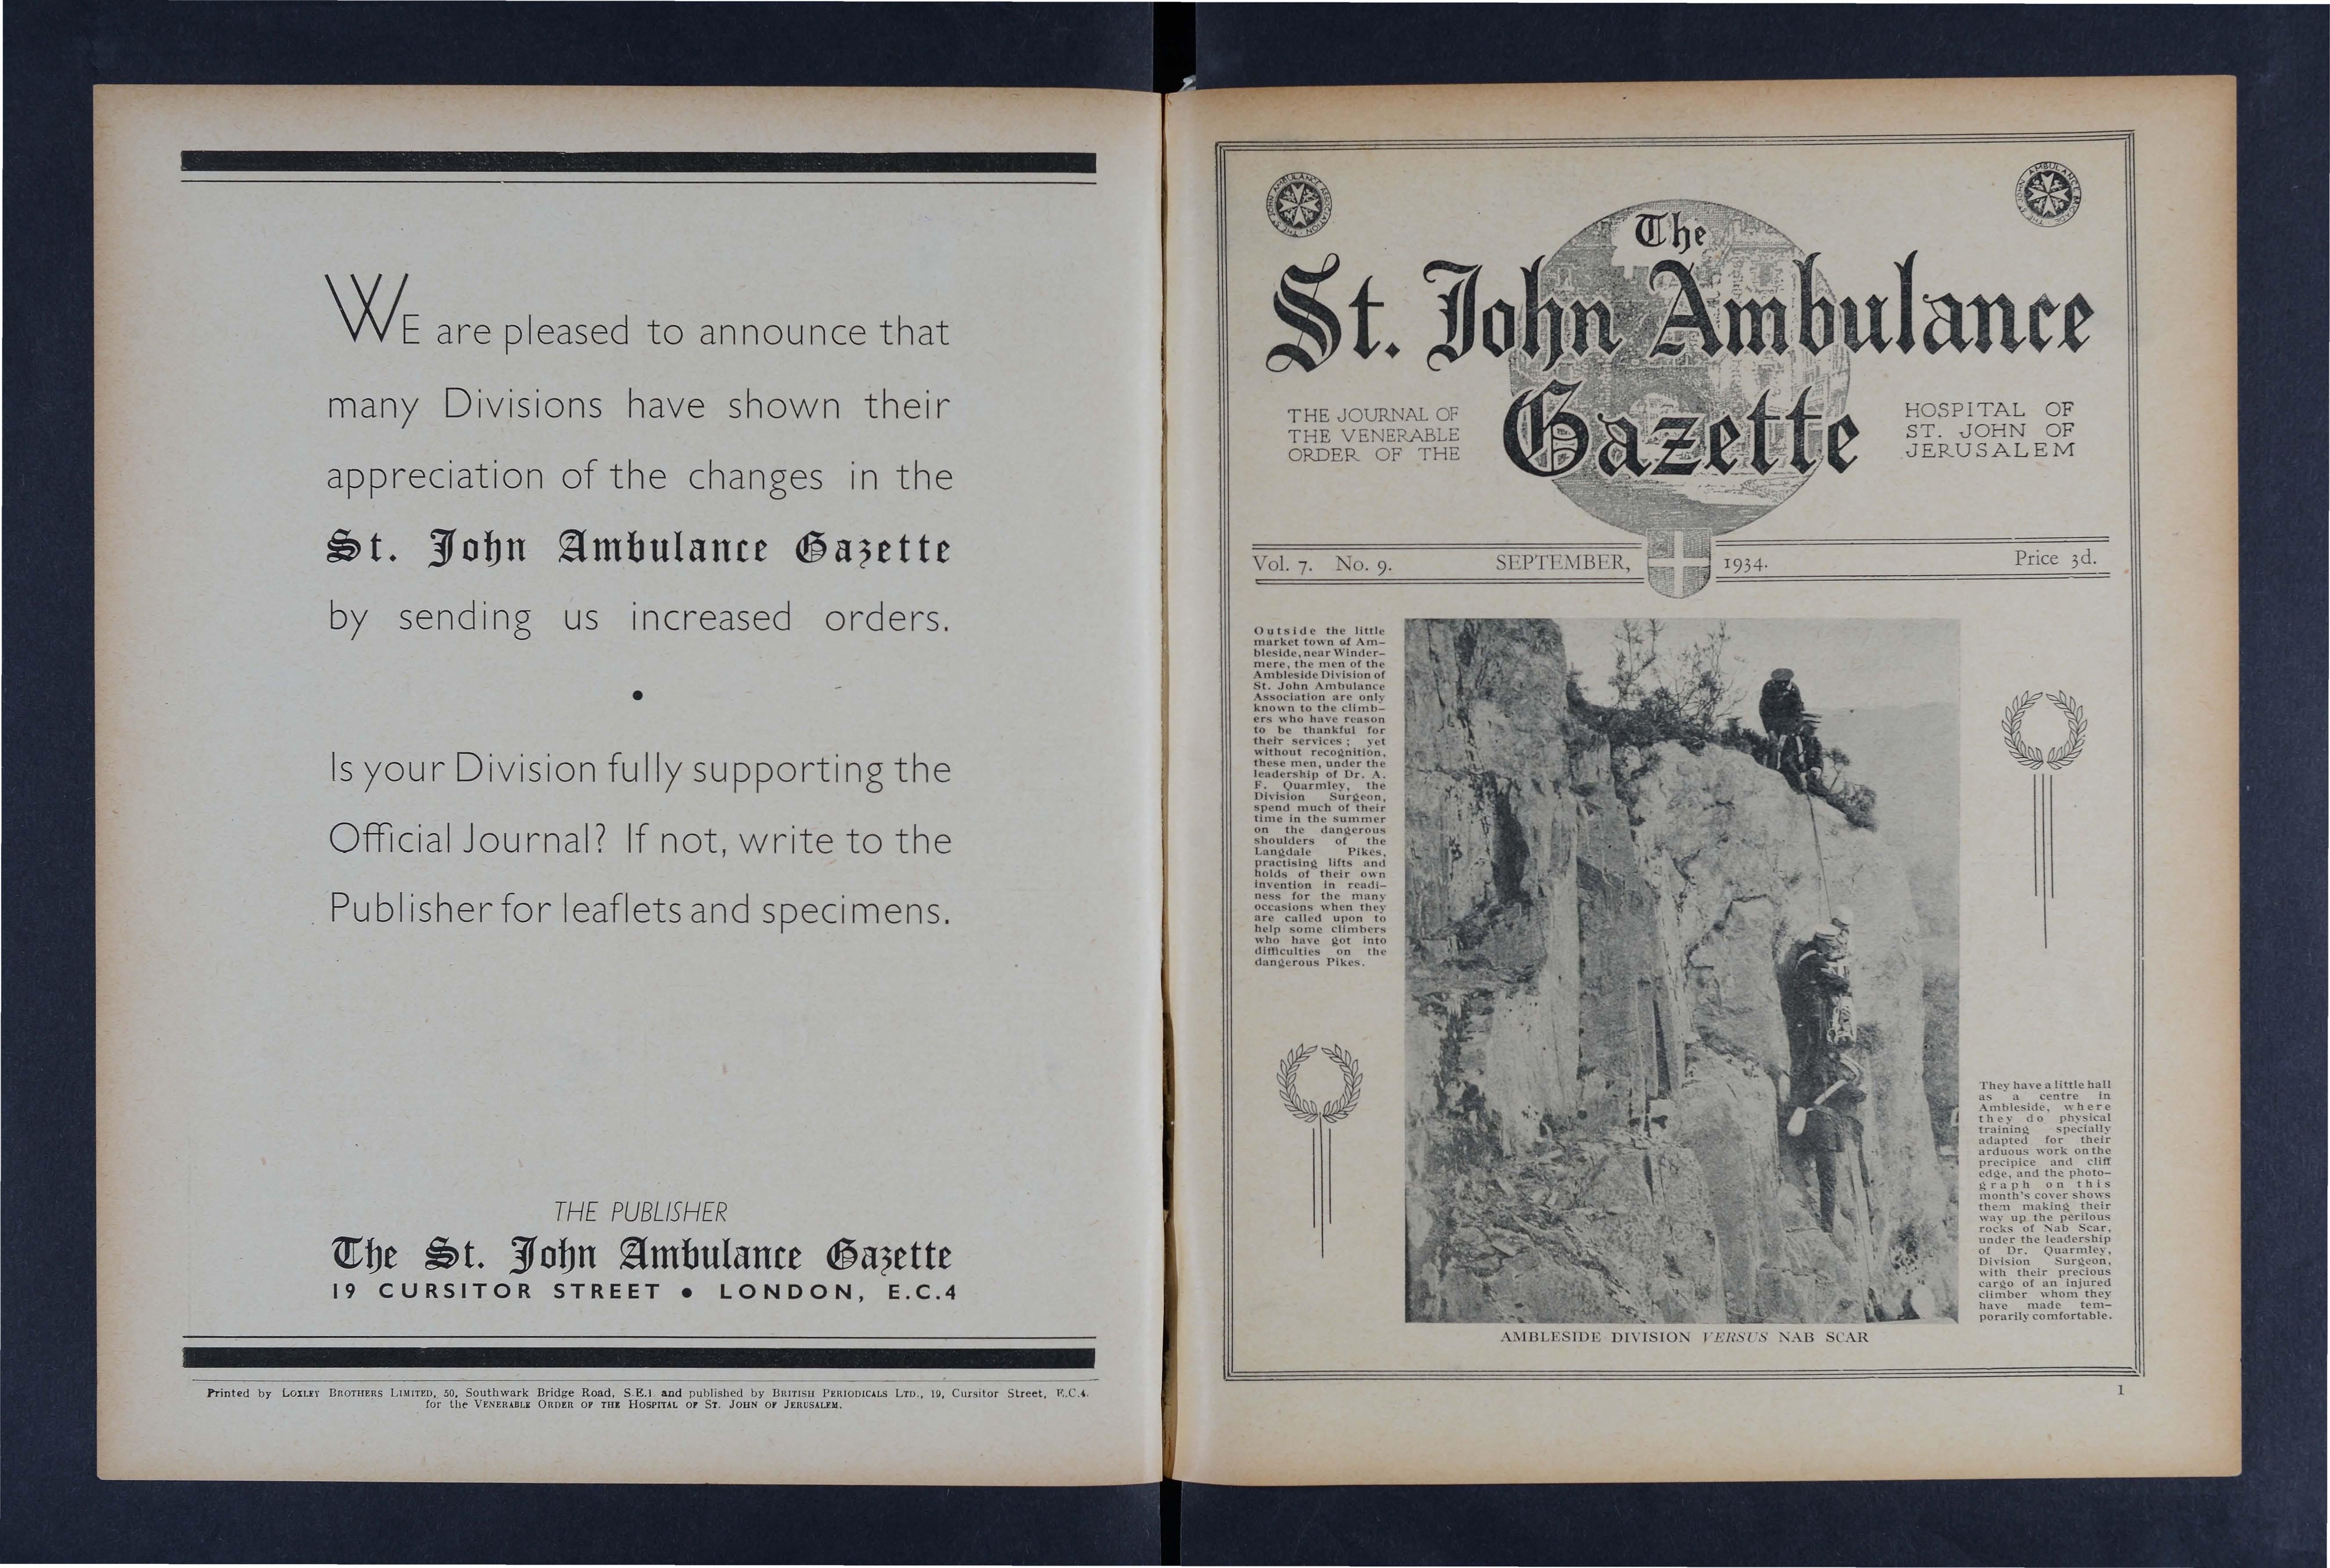 WE are pleased to announce that
many Divisions have shown their
appreciation of the changes in the
St. John Ambulance Gazette
by sending us increased orders.
•
Is your Division fully supporting the
Official Journal? If not, write to the
Publisher for leaflets and specimens.
THE PUBLISHER
The St. John Ambulance Gazette
19 CURSITOR STREET • LONDON, E.C.4
Printed by LOXLEY BROTHERS LIMITED, 50, Southwark Bridge Road, S.E.1. and published by BRITISH PERIODICALS LTD., 19, Cursitor Street, E.C.4.
for the VENERABLE ORDER OF THE HOSPITAL OF ST. JOHN OF JERUSALEM.
THE ST JOHN AMBULANCE ASSOCIATION
THE ST JOHN AMBULANCE BRIGADE
The
St. John Ambulance
Gazette
THE JOURNAL OF
THE VENERABLE
ORDER OF THE
HOSPITAL OF
ST. JOHN OF
JERUSALEM
Vol. 7. No. 9. SEPTEMBER, 1934. Price 3d.
Outside the little
market town of Am-
bleside, near Winder-
mere, the men of the
Ambleside Division of
St. John Ambulance
Association are only
known to the climb-
ers who have reason
to be thankful for
their services; yet
without recognition,
these men, under the
leadership of Dr. A.
F. Quarmley, the
Division Surgeon,
spend much of their
time in the summer
on the dangerous
shoulders of the
Langdale Pikes,
practising lifts and
holds of their own
invention in readi-
ness for the many
occasions when they
are called upon to
help some climbers
who have got into
difficulties on the
dangerous Pikes.
They have a little hall
as a centre in
Ambleside, where
they do physical
training specially
adapted for their
arduous work on the
precipice and cliff
edge, and the photo-
graph on this
month's cover shows
them making their
way up the perilous
rocks of Nab Scar,
under the leadership
of Dr. Quarmley,
Division Surgeon,
with their precious
cargo of an injured
climber whom they
have made tem-
porarily comfortable.
AMBLESIDE DIVISION VERSUS NAB SCAR
1